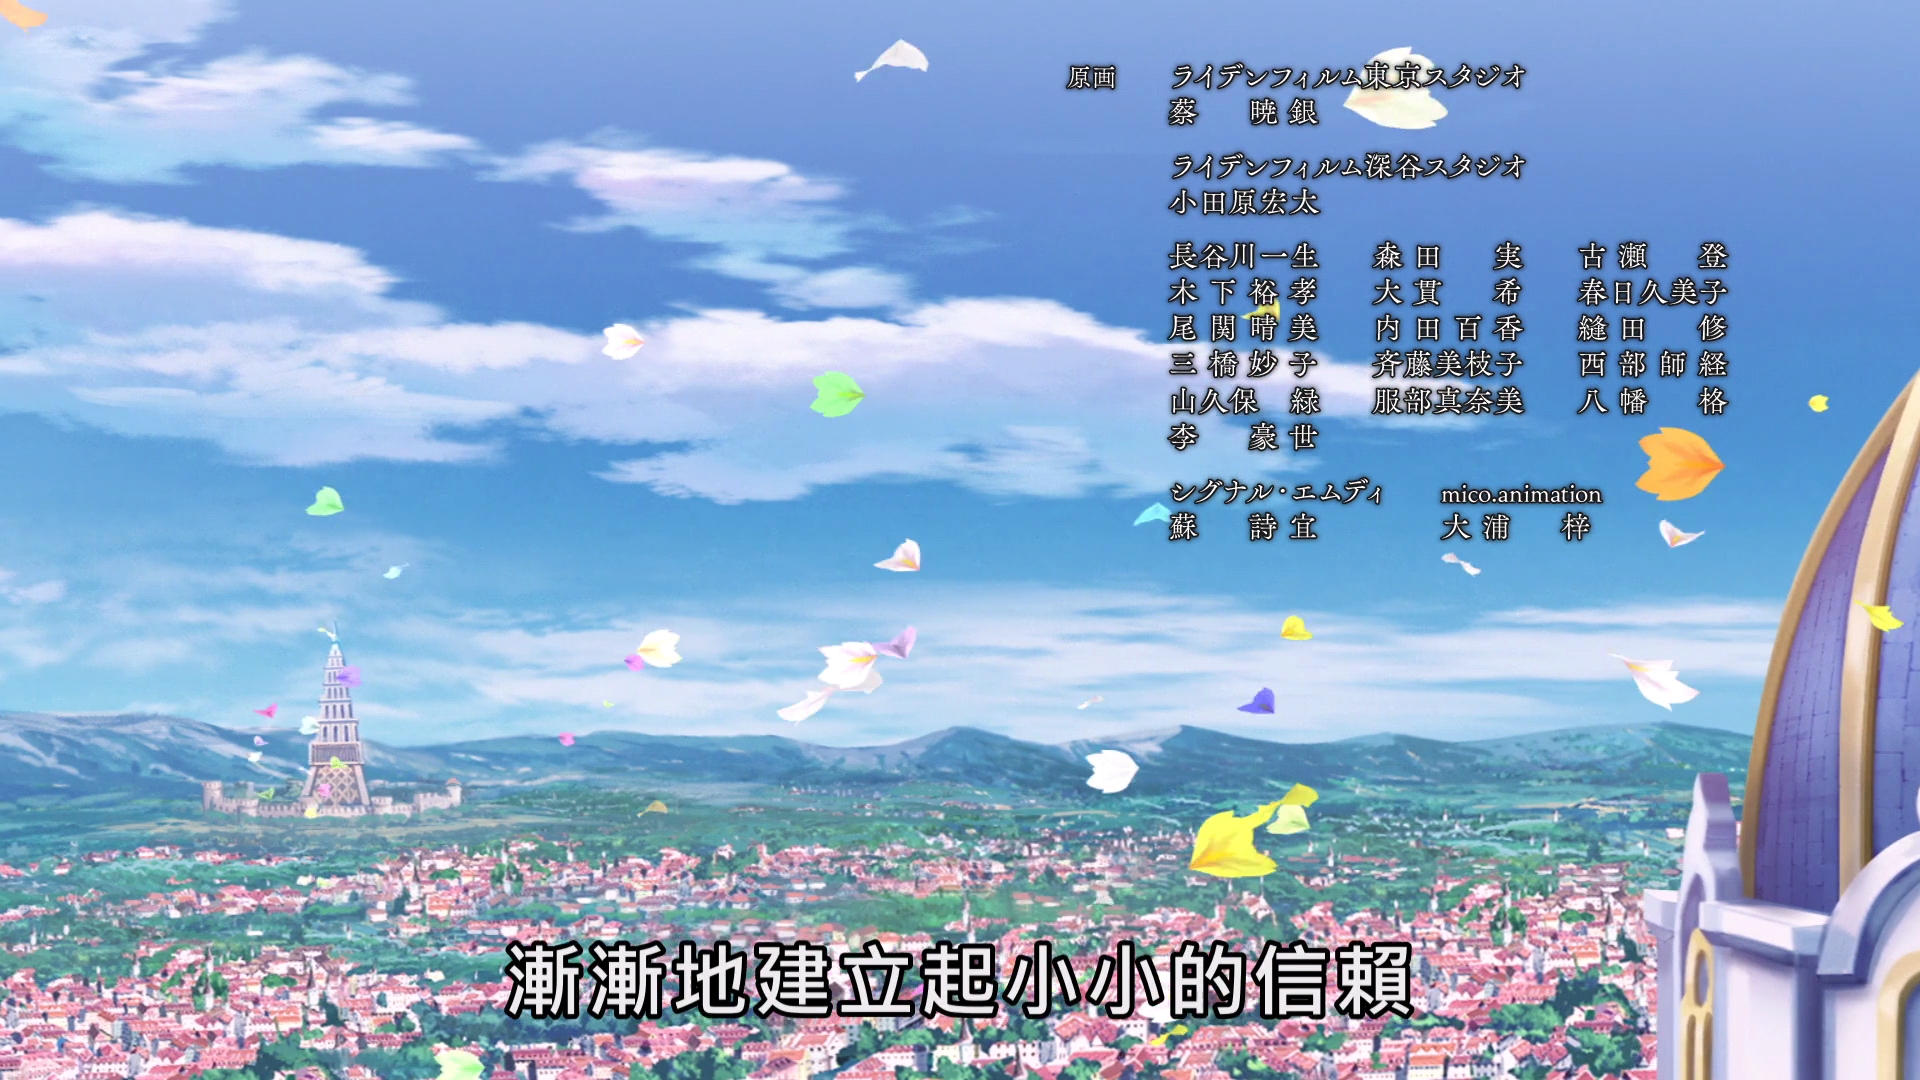 原画 ライデンフィルム東京スタジオ
蔡 暁銀
ライデンフィルム深谷スタジオ
小田原宏太
長谷川一生 森田 実 古瀬 登
木下裕孝 大貫 希 春日久美子
尾関晴美 内田百香 縫田 修
三橋妙子 斉藤美枝子 西部師経
山久保 緑 服部真奈美 八幡 格
李 豪世
シグナル・エムディ mico.animation
蘇 詩宜 大浦 梓
漸漸地建立起小小的信賴